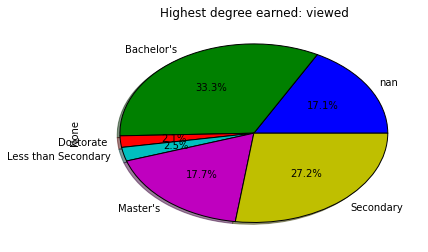 Highest degree earned: viewed
Bachelor's
nan
33.3%
17.1%
None
Doctorate
2.1%
2.5%
Less than Secondary
17.7%
27.2%
Master's
Secondary